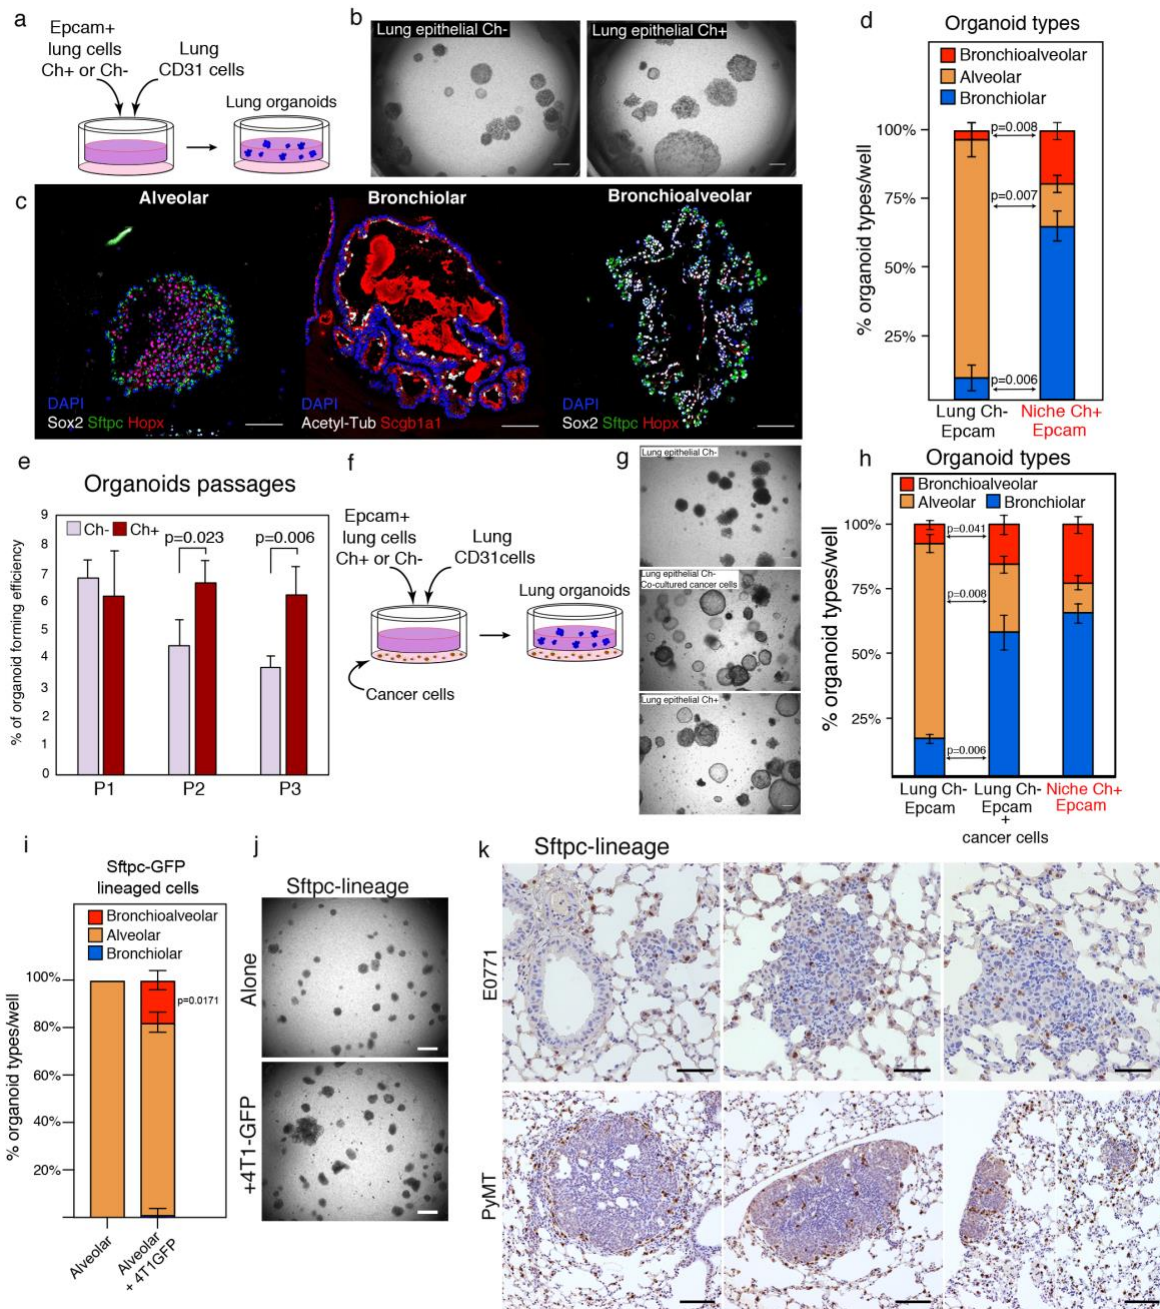 a
Epcam+
lung cells
Ch+ or Ch-
Lung
CD31 cells
Lung organoids
b
Lung epithelial Ch-
Lung epithelial Ch+
c
Alveolar
DAPI
Sox2 Sftpc Hopx
Bronchiolar
DAPI
Acetyl-Tub Scgb1a1
Bronchioalveolar
DAPI
Sox2 Sftpc Hopx
d
Organoid types
Bronchioalveolar
Alveolar
Bronchiolar
% organoid types/well
100%
75%
50%
25%
p=0.008
p=0.007
p=0.006
Lung Ch-
Epcam
Niche Ch+
Epcam
e
Organoids passages
Ch-
Ch+
p=0.023
p=0.006
% of organoid forming efficiency
9
8
7
6
5
4
3
2
1
0
P1
P2
P3
f
Epcam+
lung cells
Ch+ or Ch-
Lung
CD31cells
Lung organoids
Cancer cells
g
Lung epithelial Ch-
Lung epithelial Ch-
Co-cultured cancer cells
Lung epithelial Ch+
h
Organoid types
Bronchioalveolar
Alveolar
Bronchiolar
% organoid types/well
100%
75%
50%
25%
p=0.041
p=0.008
p=0.006
Lung Ch-
Epcam
Lung Ch-
Epcam
+
cancer cells
Niche Ch+
Epcam
i
Sftpc-GFP
lineaged cells
Bronchioalveolar
Alveolar
Bronchiolar
% organoid types/well
100%
80%
60%
40%
20%
p=0.0171
Alveolar
Alveolar
+ 4T1GFP
j
Sftpc-lineage
Alone
+4T1-GFP
k
Sftpc-lineage
E0771
PyMT